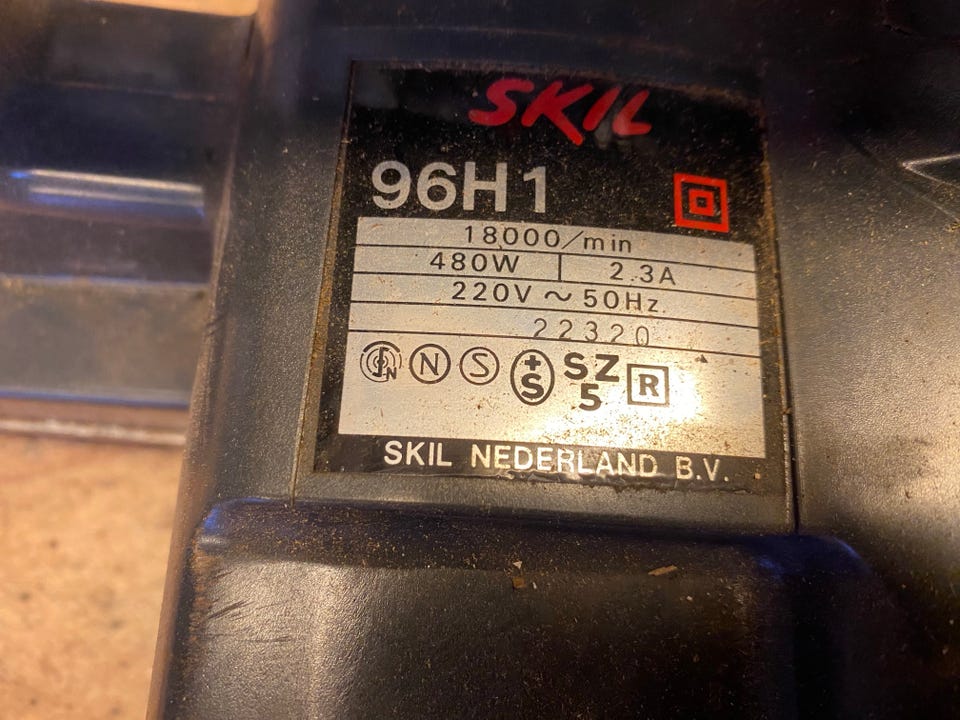 SKIL
96H1
18000/min
480W 2.3A
220V ~ 50Hz
22320
N S +S SZ 5 R
SKIL NEDERLAND B.V.